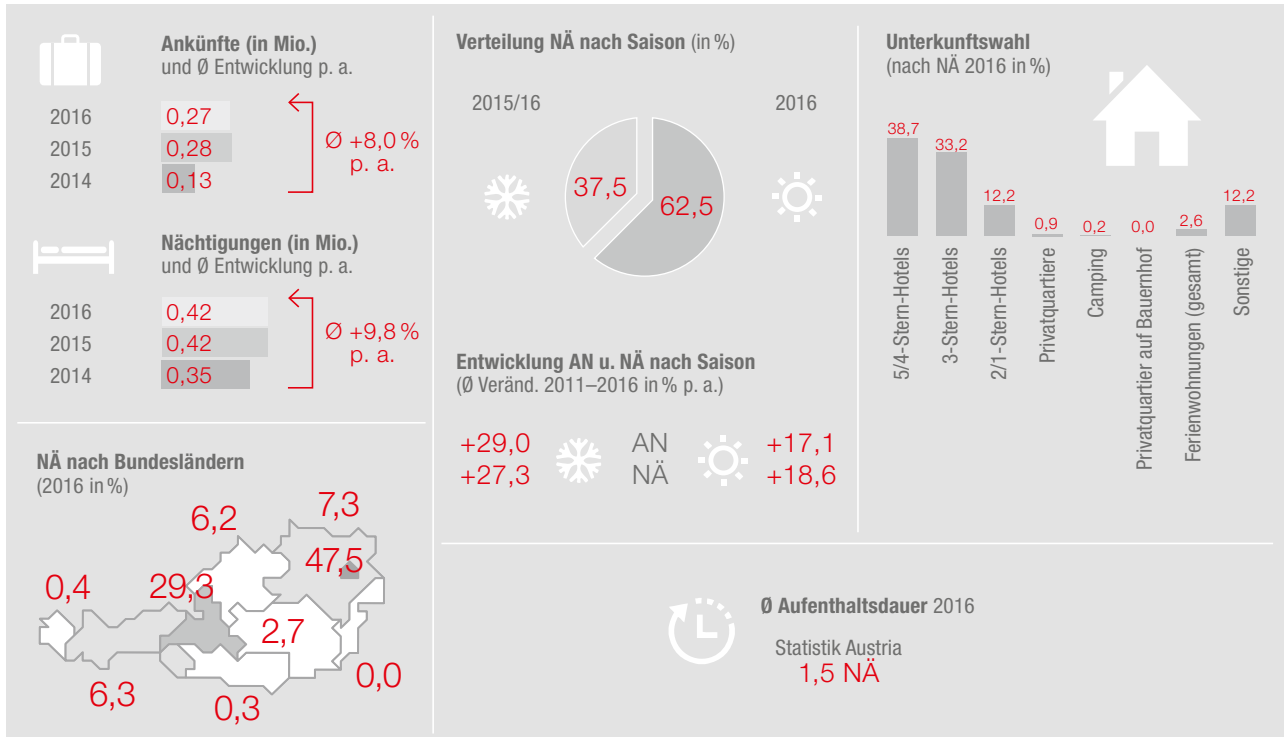 Ankünfte (in Mio.)
und Ø Entwicklung p. a.
2016 0,27
2015 0,28
2014 0,13
Ø +8,0 %
p. a.
Nächtigungen (in Mio.)
und Ø Entwicklung p. a.
2016 0,42
2015 0,42
2014 0,35
Ø +9,8 %
p. a.
NÄ nach Bundesländern
(2016 in %)
7,3
6,2
47,5
0,4
29,3
2,7
0,0
6,3
0,3
Verteilung NÄ nach Saison (in %)
2015/16 2016
37,5
62,5
Entwicklung AN u. NÄ nach Saison
(Ø Veränd. 2011–2016 in % p. a.)
+29,0 AN +17,1
+27,3 NÄ +18,6
Unterkunftswahl
(nach NÄ 2016 in %)
38,7
33,2
12,2
0,9
0,2
0,0
2,6
12,2
5/4-Stern-Hotels
3-Stern-Hotels
2/1-Stern-Hotels
Privatquartiere
Camping
Privatquartier auf Bauernhof
Ferienwohnungen (gesamt)
Sonstige
Ø Aufenthaltsdauer 2016
Statistik Austria
1,5 NÄ